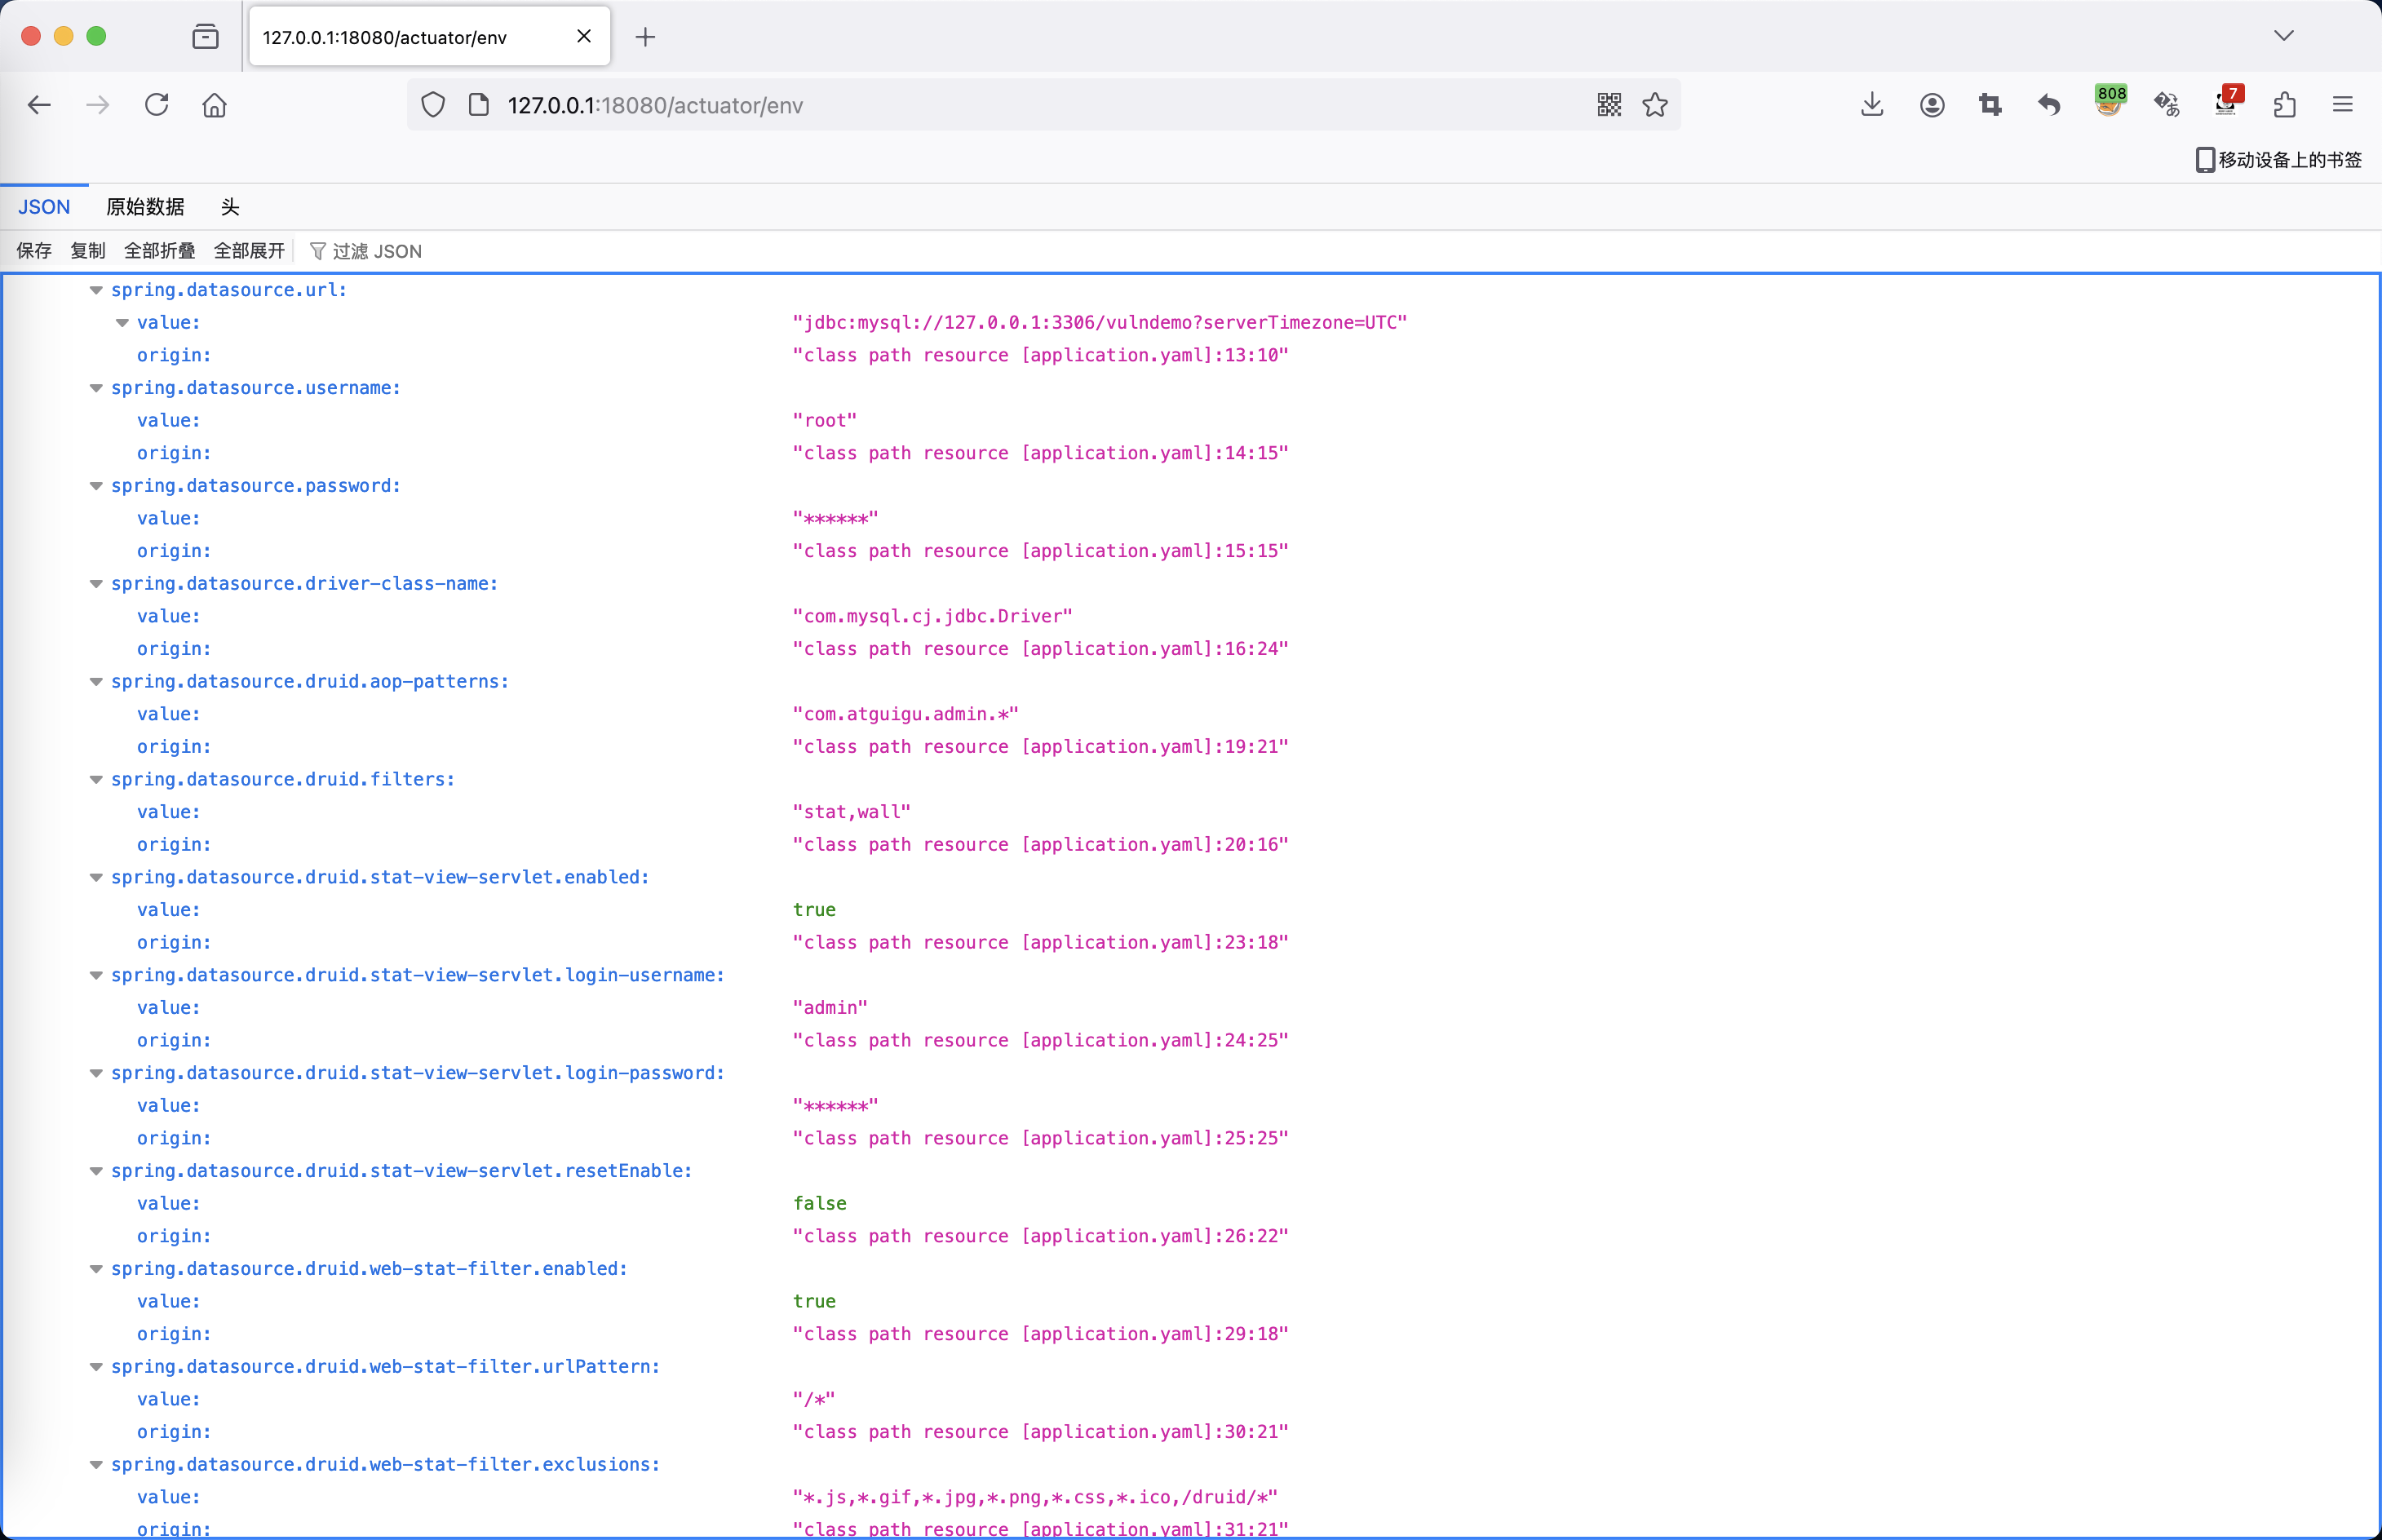 127.0.0.1:18080/actuator/env
127.0.0.1:18080/actuator/env
808
7
移动设备上的书签
JSON 原始数据 头
保存 复制 全部折叠 全部展开 过滤 JSON
spring.datasource.url:
value: "jdbc:mysql://127.0.0.1:3306/vulndemo?serverTimezone=UTC"
origin: "class path resource [application.yaml]:13:10"
spring.datasource.username:
value: "root"
origin: "class path resource [application.yaml]:14:15"
spring.datasource.password:
value: "******"
origin: "class path resource [application.yaml]:15:15"
spring.datasource.driver-class-name:
value: "com.mysql.cj.jdbc.Driver"
origin: "class path resource [application.yaml]:16:24"
spring.datasource.druid.aop-patterns:
value: "com.atguigu.admin.*"
origin: "class path resource [application.yaml]:19:21"
spring.datasource.druid.filters:
value: "stat,wall"
origin: "class path resource [application.yaml]:20:16"
spring.datasource.druid.stat-view-servlet.enabled:
value: true
origin: "class path resource [application.yaml]:23:18"
spring.datasource.druid.stat-view-servlet.login-username:
value: "admin"
origin: "class path resource [application.yaml]:24:25"
spring.datasource.druid.stat-view-servlet.login-password:
value: "******"
origin: "class path resource [application.yaml]:25:25"
spring.datasource.druid.stat-view-servlet.resetEnable:
value: false
origin: "class path resource [application.yaml]:26:22"
spring.datasource.druid.web-stat-filter.enabled:
value: true
origin: "class path resource [application.yaml]:29:18"
spring.datasource.druid.web-stat-filter.urlPattern:
value: "/*"
origin: "class path resource [application.yaml]:30:21"
spring.datasource.druid.web-stat-filter.exclusions:
value: "*.js,*.gif,*.jpg,*.png,*.css,*.ico,/druid/*"
origin: "class path resource [application.yaml]:31:21"